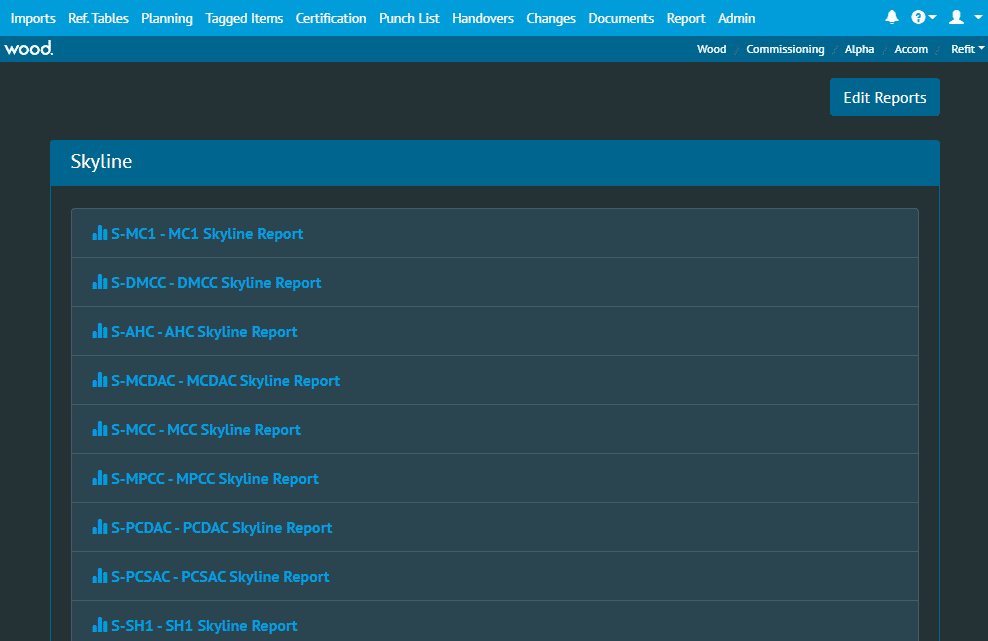 Imports Ref. Tables Planning Tagged Items Certification Punch List Handovers Changes Documents Report Admin
wood. Wood / Commissioning / Alpha / Accom / Refit
Edit Reports
Skyline
S-MC1 - MC1 Skyline Report
S-DMCC - DMCC Skyline Report
S-AHC - AHC Skyline Report
S-MCDAC - MCDAC Skyline Report
S-MCC - MCC Skyline Report
S-MPCC - MPCC Skyline Report
S-PCDAC - PCDAC Skyline Report
S-PCSAC - PCSAC Skyline Report
S-SH1 - SH1 Skyline Report